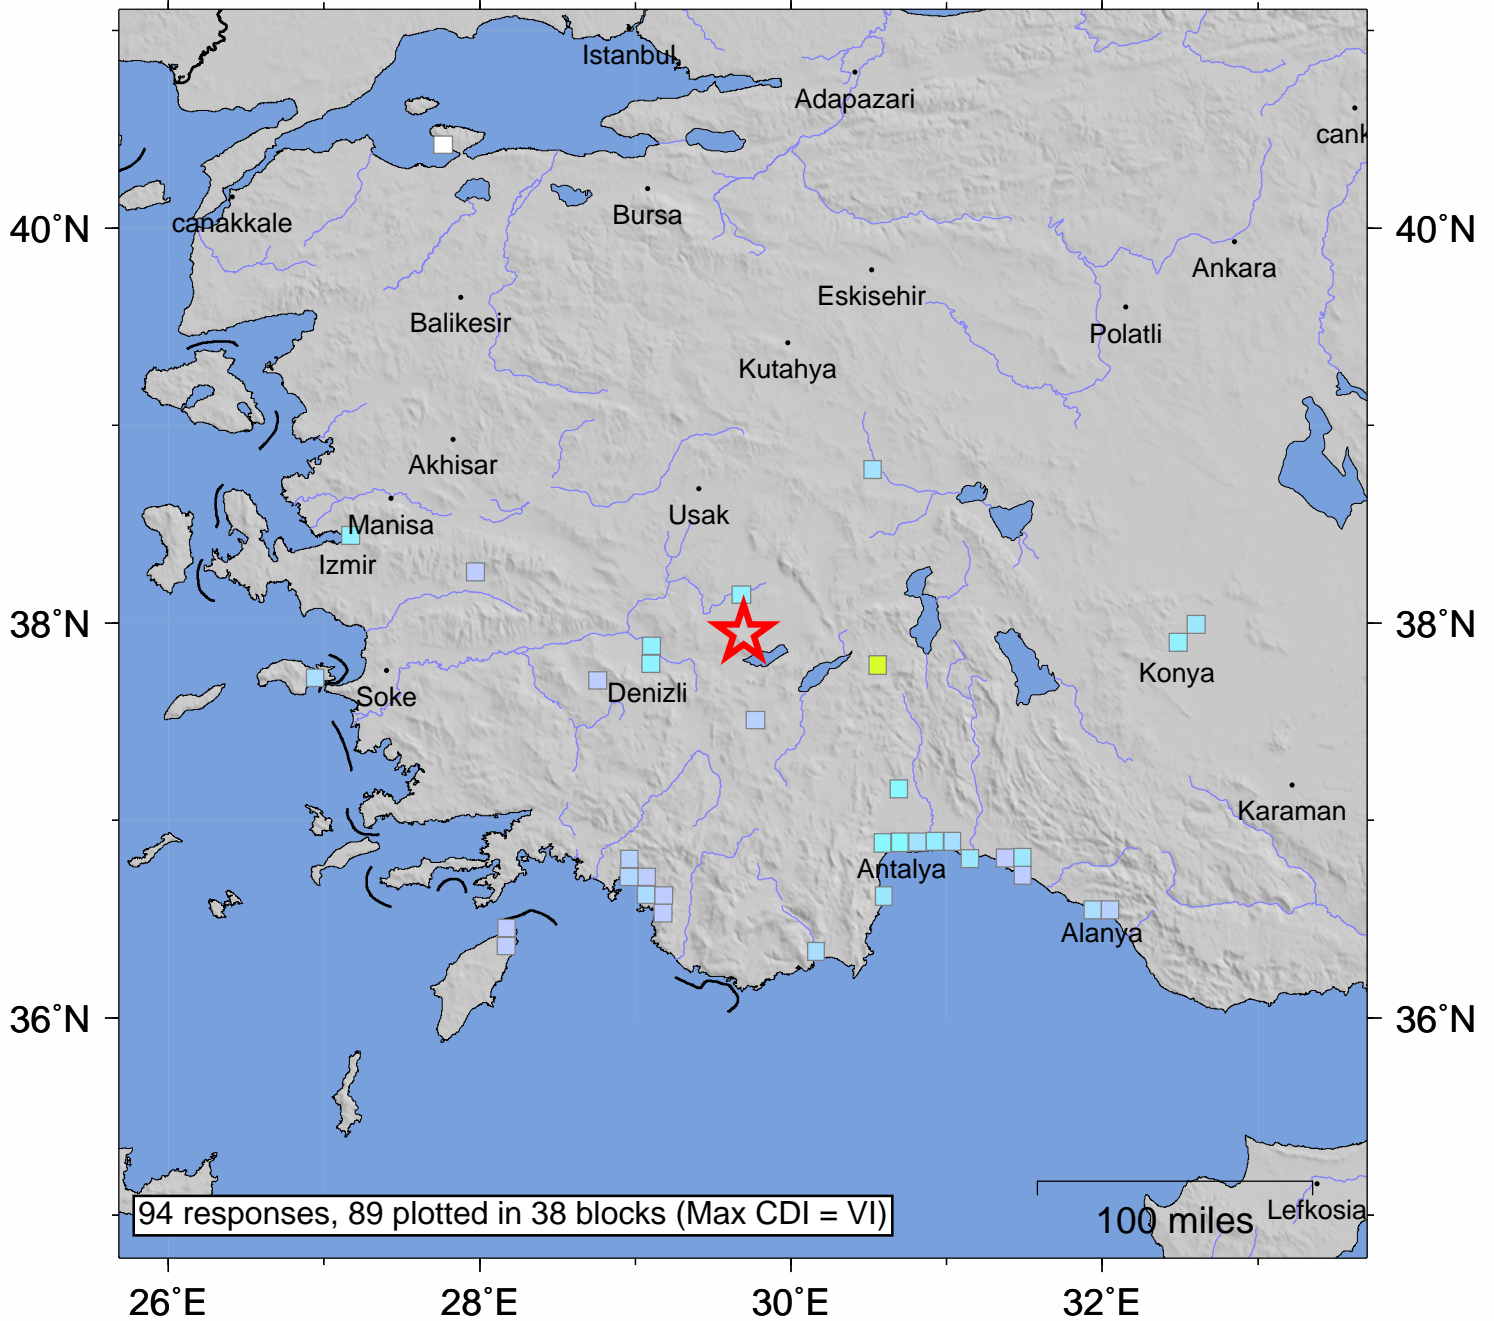 Istanbul
Adapazari
cank
canakkale
Bursa
40˚N
40˚N
Ankara
Eskisehir
Balikesir
Polatli
Kutahya
Akhisar
Usak
Manisa
Izmir
38˚N
38˚N
Konya
Denizli
Soke
Karaman
Antalya
Alanya
36˚N
36˚N
94 responses, 89 plotted in 38 blocks (Max CDI = VI)
100 miles
Lefkosia
26˚E
28˚E
30˚E
32˚E